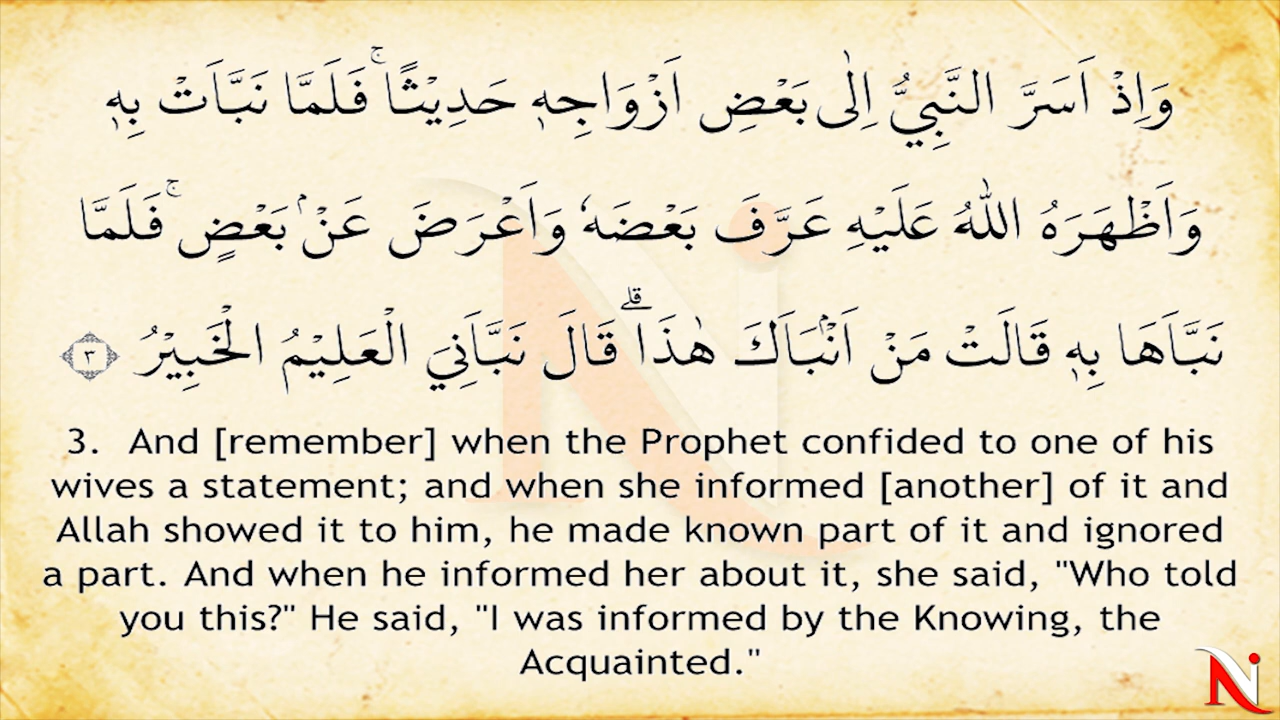 وَاِذْ اَسَرَّ النَّبِيُّ اِلٰى بَعْضِ اَزْوَاجِهٖ حَدِيْثًا ۚ فَلَمَّا نَبَّاَتْ بِهٖ
وَاَظْهَرَهُ اللّٰهُ عَلَيْهِ عَرَّفَ بَعْضَهٗ وَاَعْرَضَ عَنْۢ بَعْضٍ ۚ فَلَمَّا
نَبَّاَهَا بِهٖ قَالَتْ مَنْ اَنْۢبَاَكَ هٰذَا ۗ قَالَ نَبَّاَنِيَ الْعَلِيْمُ الْخَبِيْرُ ۝٣
3. And [remember] when the Prophet confided to one of his
wives a statement; and when she informed [another] of it and
Allah showed it to him, he made known part of it and ignored
a part. And when he informed her about it, she said, "Who told
you this?" He said, "I was informed by the Knowing, the
Acquainted."